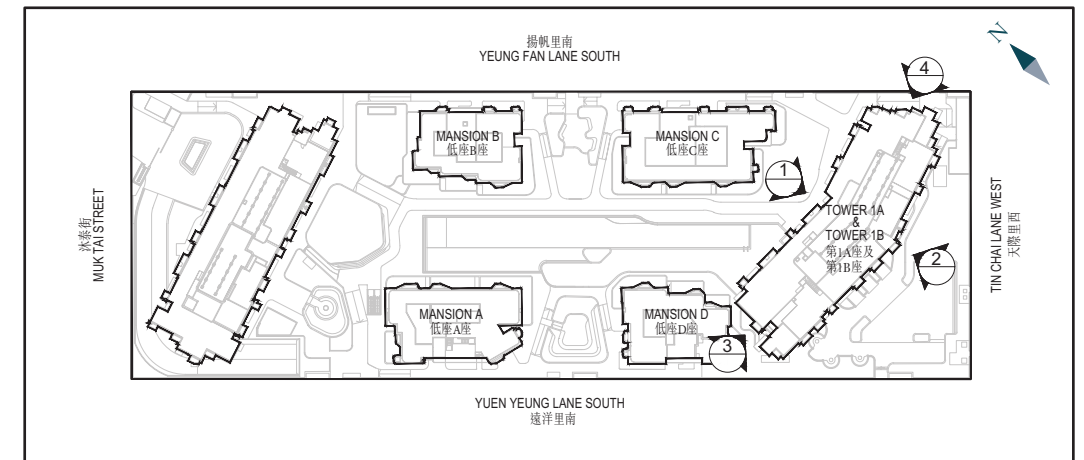 揚帆里南
YEUNG FAN LANE SOUTH
N
4
MANSION B
低座B座
MANSION C
低座C座
1
沐泰街
MUK TAI STREET
TOWER 1A
&
TOWER 1B
第1A座及
第1B座
2
TIN CHAI LANE WEST
天際里西
MANSION A
低座A座
MANSION D
低座D座
3
YUEN YEUNG LANE SOUTH
遠洋里南